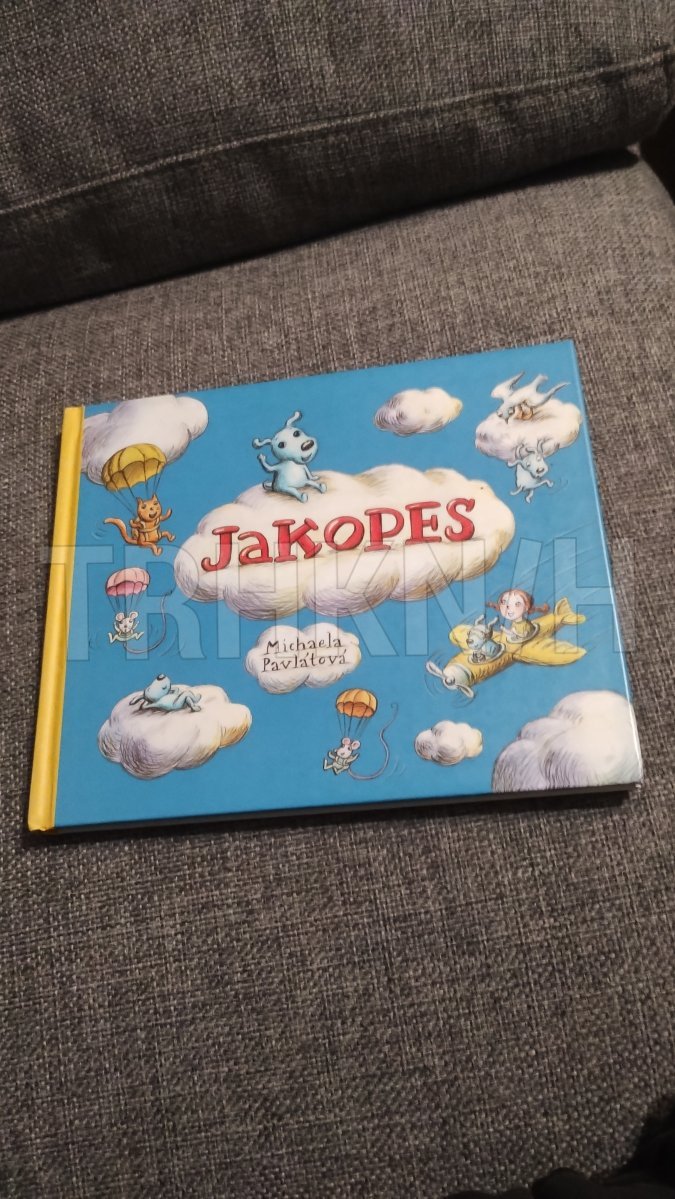 JaKOPES
Michaela
Pavlátová
TRHKNIH